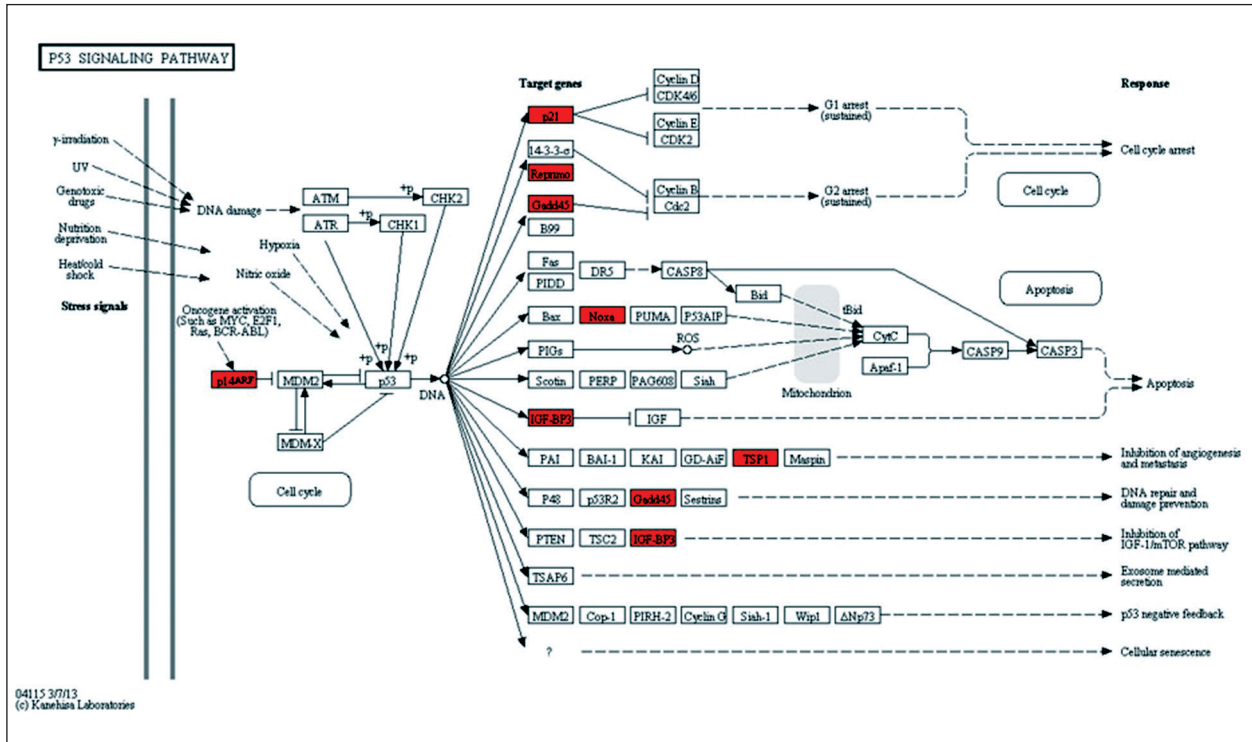 P53 SIGNALING PATHWAY
Target genes
Response
γ-irradiation
UV
Genotoxic
drugs
Nutrition
deprivation
Heat/cold
shock
Stress signals
DNA damage
ATM
+p
CHK2
ATR
+p
CHK1
Hypoxia
Nitric oxide
Oncogene activation
(Such as MYC, E2F1,
Ras, BCR-ABL)
+p
+p
+p
p14ARF
MDM2
p53
DNA
MDM-X
Cell cycle
p21
Cyclin D
CDK4/6
Cyclin E
CDK2
G1 arrest
(sustained)
14-3-3-σ
Reprimo
Gadd45
B99
Cyclin B
Cdc2
G2 arrest
(sustained)
Cell cycle arrest
Cell cycle
Fas
PIDD
DR5
CASP8
Bid
tBid
Apoptosis
Bax
Noxa
PUMA
P53AIP
PIGs
ROS
CytC
Apaf-1
CASP9
CASP3
Scotin
PERP
PAG608
Siah
Mitochondrion
Apoptosis
IGF-BP3
IGF
PAI
BAI-1
KAI
GD-AiF
TSP1
Maspin
Inhibition of angiogenesis
and metastasis
P48
p53R2
Gadd45
Sestrins
DNA repair and
damage prevention
PTEN
TSC2
IGF-BP3
Inhibition of
IGF-1/mTOR pathway
TSAP6
Exosome mediated
secretion
MDM2
Cop-1
PIRH-2
Cyclin G
Siah-1
Wip1
ΔNp73
p53 negative feedback
?
Cellular senescence
04115 3/7/13
(c) Kanehisa Laboratories